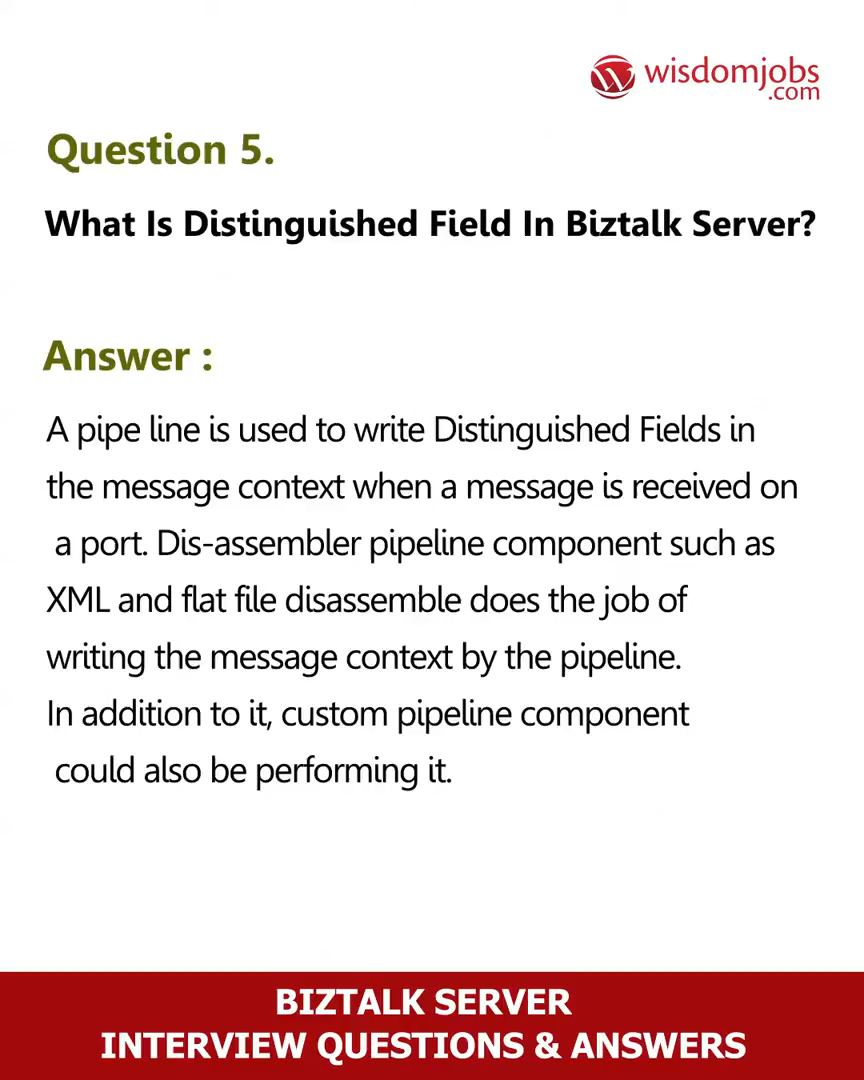 wisdomjobs
.com
Question 5.
What Is Distinguished Field In Biztalk Server?
Answer :
A pipe line is used to write Distinguished Fields in
the message context when a message is received on
a port. Dis-assembler pipeline component such as
XML and flat file disassemble does the job of
writing the message context by the pipeline.
In addition to it, custom pipeline component
could also be performing it.
BIZTALK SERVER
INTERVIEW QUESTIONS & ANSWERS